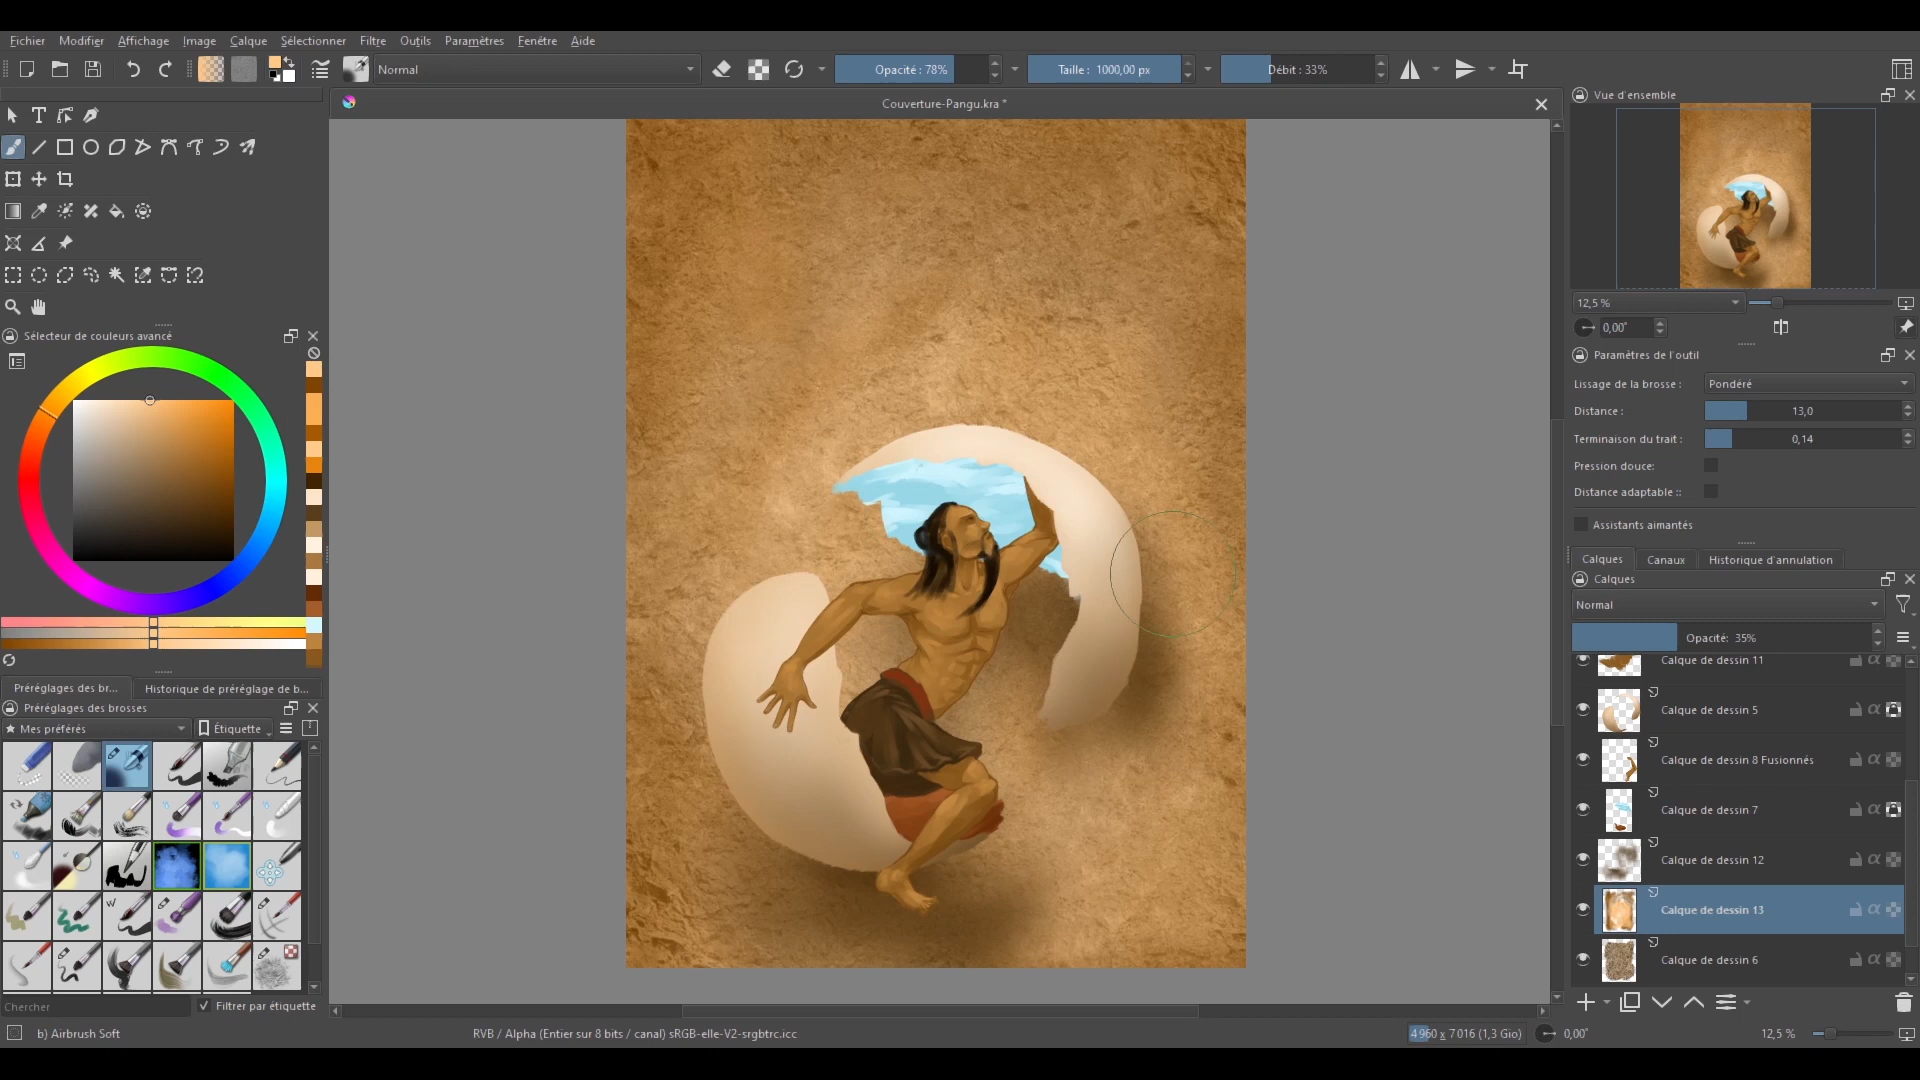 Fichier Modifier Affichage Image Calque Sélectionner Filtre Outils Paramètres Fenêtre Aide
Normal Opacité : 78% Taille : 1000,00 px Débit : 33%
Couverture-Pangu.kra *
Vue d'ensemble
12,5 %
0,00°
Sélecteur de couleurs avancé
Paramètres de l'outil
Lissage de la brosse : Pondéré
Distance : 13,0
Terminaison du trait : 0,14
Pression douce:
Distance adaptable ::
Assistants aimantés
Calques Canaux Historique d'annulation
Calques
Normal
Opacité: 35%
Calque de dessin 11
Calque de dessin 5
Calque de dessin 8 Fusionnés
Calque de dessin 7
Calque de dessin 12
Calque de dessin 13
Calque de dessin 6
Préréglages des br... Historique de préréglage de b...
Préréglages des brosses
Mes préférés Étiquette
Chercher Filtrer par étiquette
b) Airbrush Soft RVB / Alpha (Entier sur 8 bits / canal) sRGB-elle-V2-srgbtrc.icc 4 960 x 7 016 (1,3 Gio) 0,00° 12,5 %